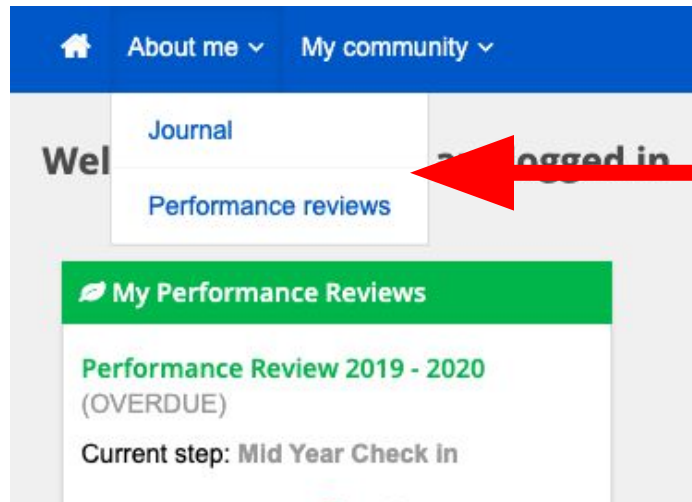 About me My community
Journal
Wel ogged in
Performance reviews
My Performance Reviews
Performance Review 2019 - 2020
(OVERDUE)
Current step: Mid Year Check in